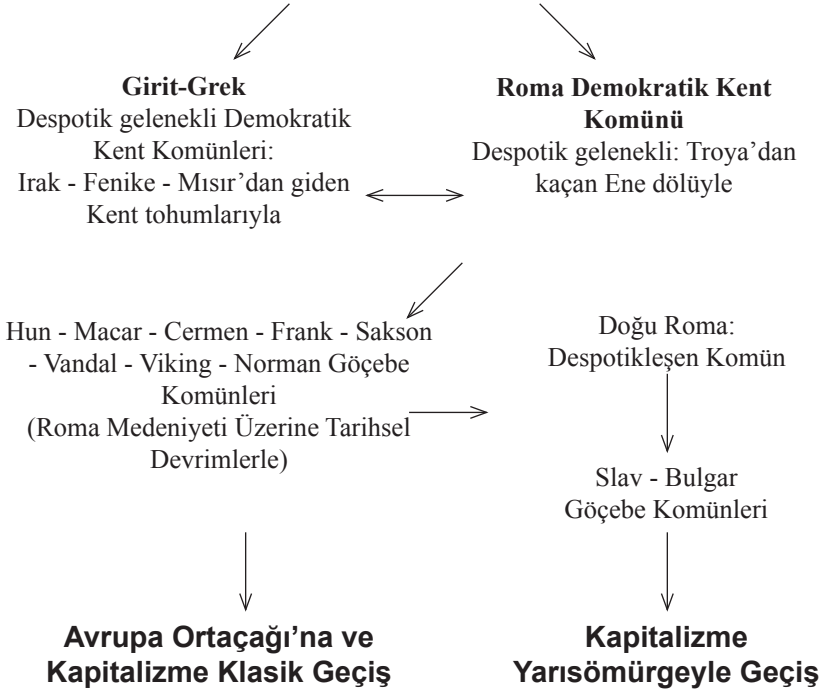 Girit-Grek
Despotik gelenekli Demokratik
Kent Komünleri:
Irak - Fenike - Mısır’dan giden
Kent tohumlarıyla
Roma Demokratik Kent
Komünü
Despotik gelenekli: Troya’dan
kaçan Ene dölüyle
Hun - Macar - Cermen - Frank - Sakson
- Vandal - Viking - Norman Göçebe
Komünleri
(Roma Medeniyeti Üzerine Tarihsel
Devrimlerle)
Doğu Roma:
Despotikleşen Komün
Slav - Bulgar
Göçebe Komünleri
Avrupa Ortaçağı’na ve
Kapitalizme Klasik Geçiş
Kapitalizme
Yarısömürgeyle Geçiş